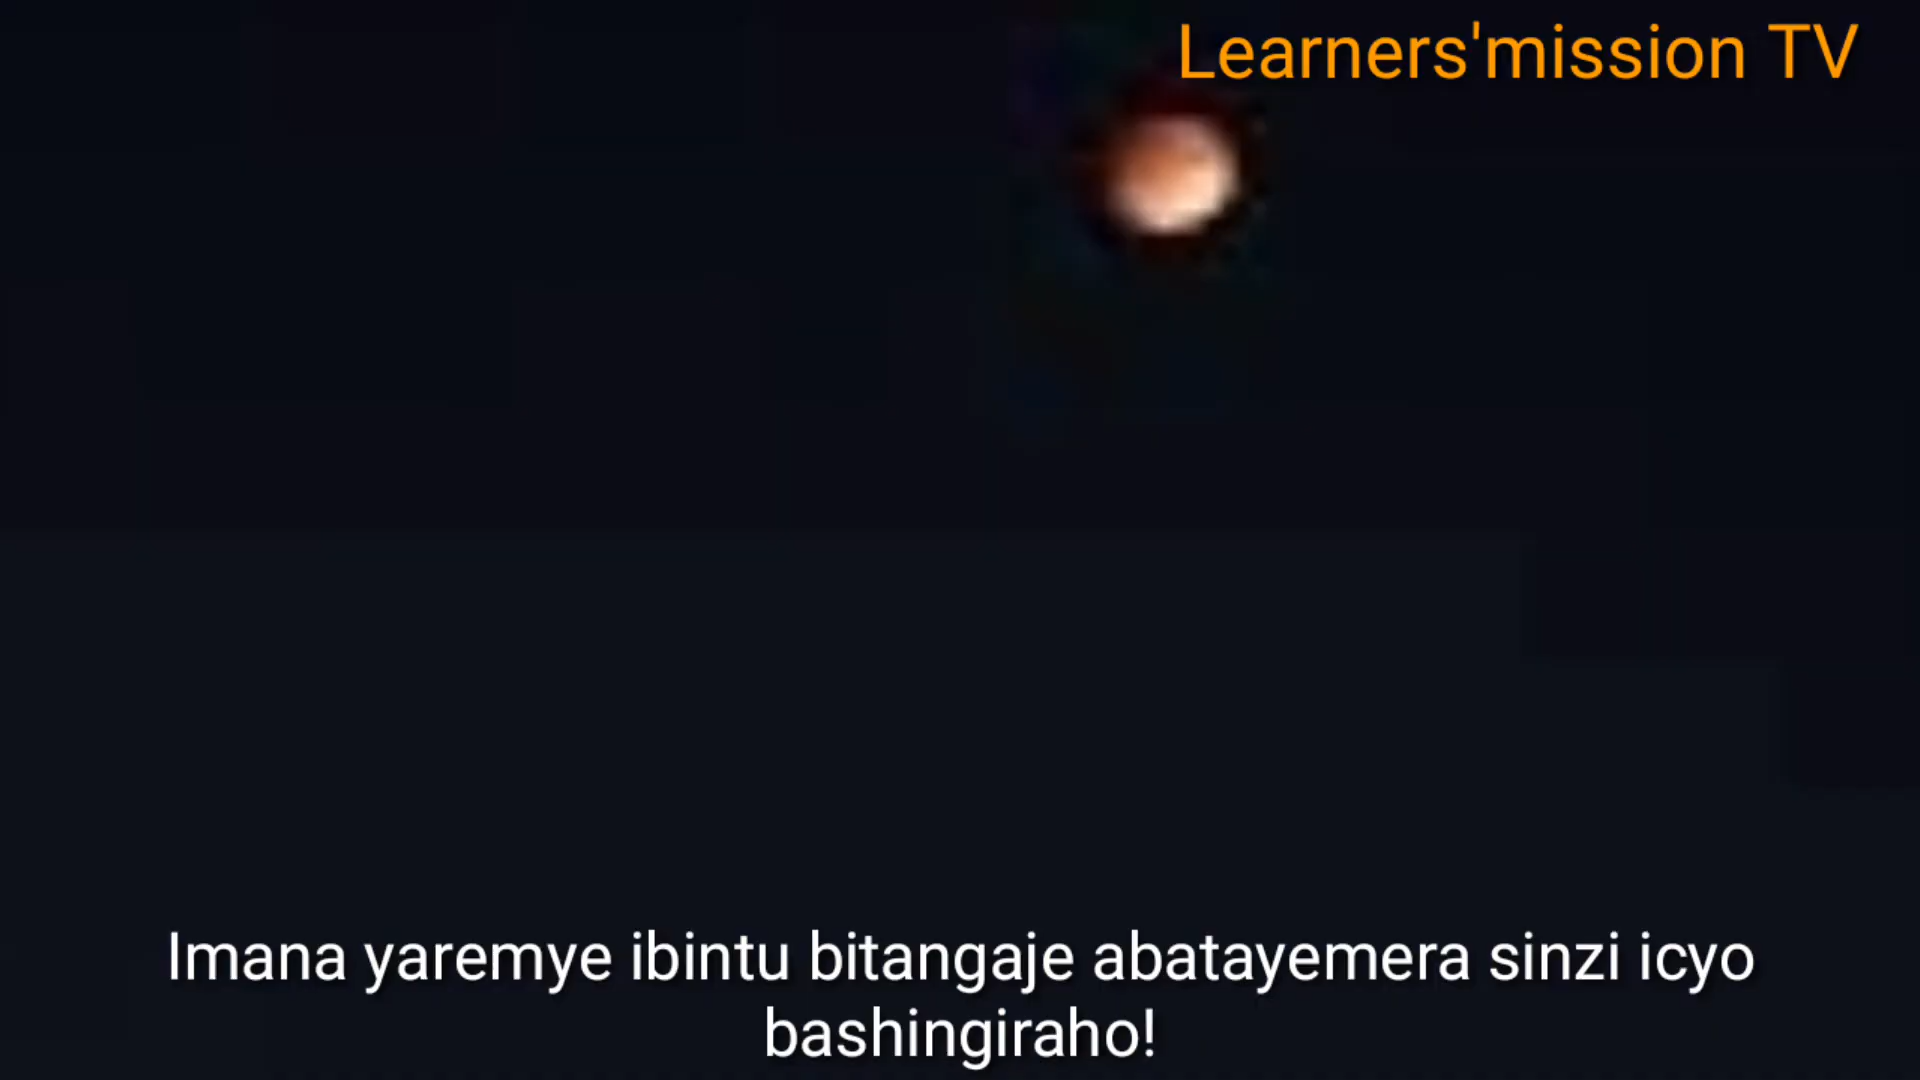 Learners'mission TV
Imana yaremye ibintu bitangaje abatayemera sinzi icyo
bashingiraho!